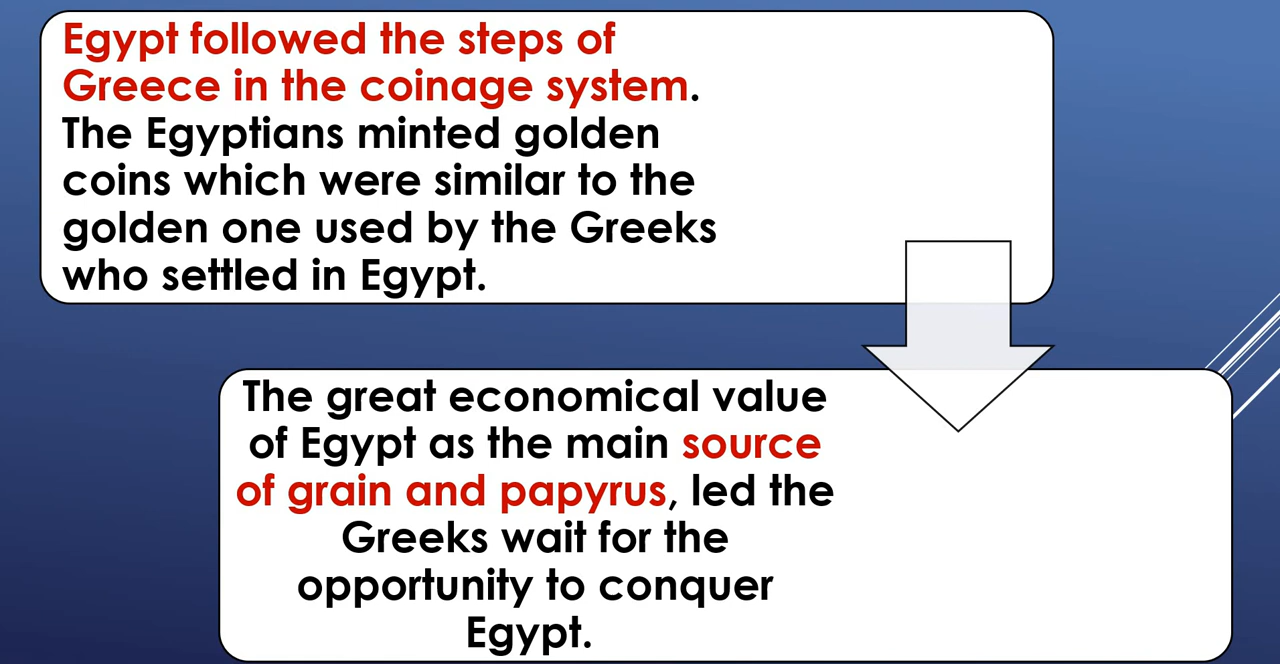 Egypt followed the steps of
Greece in the coinage system.
The Egyptians minted golden
coins which were similar to the
golden one used by the Greeks
who settled in Egypt.
The great economical value
of Egypt as the main source
of grain and papyrus, led the
Greeks wait for the
opportunity to conquer
Egypt.